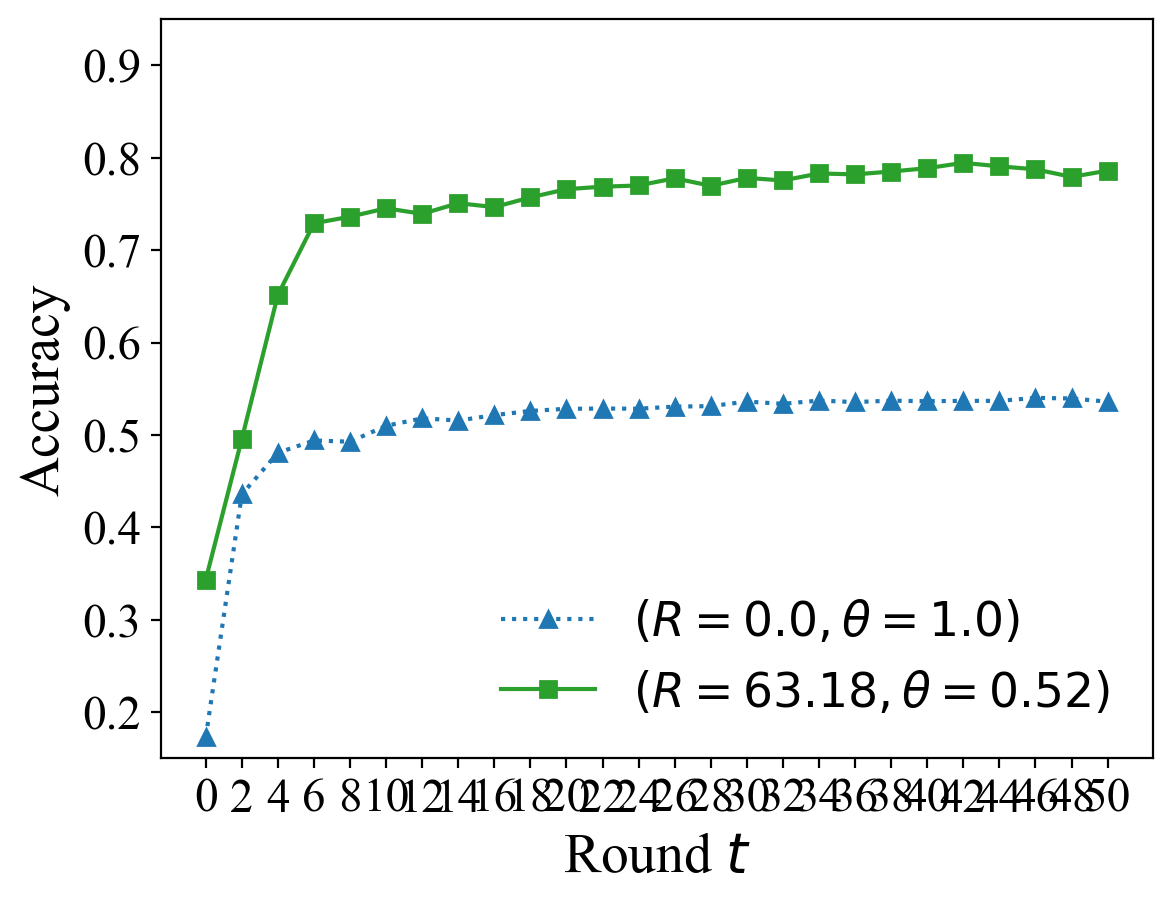 0.9
0.8
0.7
0.6
0.5
0.4
0.3
0.2
Accuracy
(R = 0.0, θ = 1.0)
(R = 63.18, θ = 0.52)
0 2 4 6 8 10 12 14 16 18 20 22 24 26 28 30 32 34 36 38 40 42 44 46 48 50
Round t